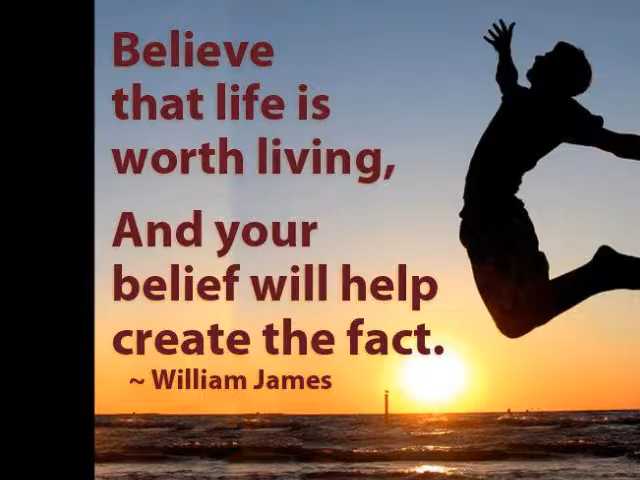 Believe
that life is
worth living,
And your
belief will help
create the fact.
~ William James